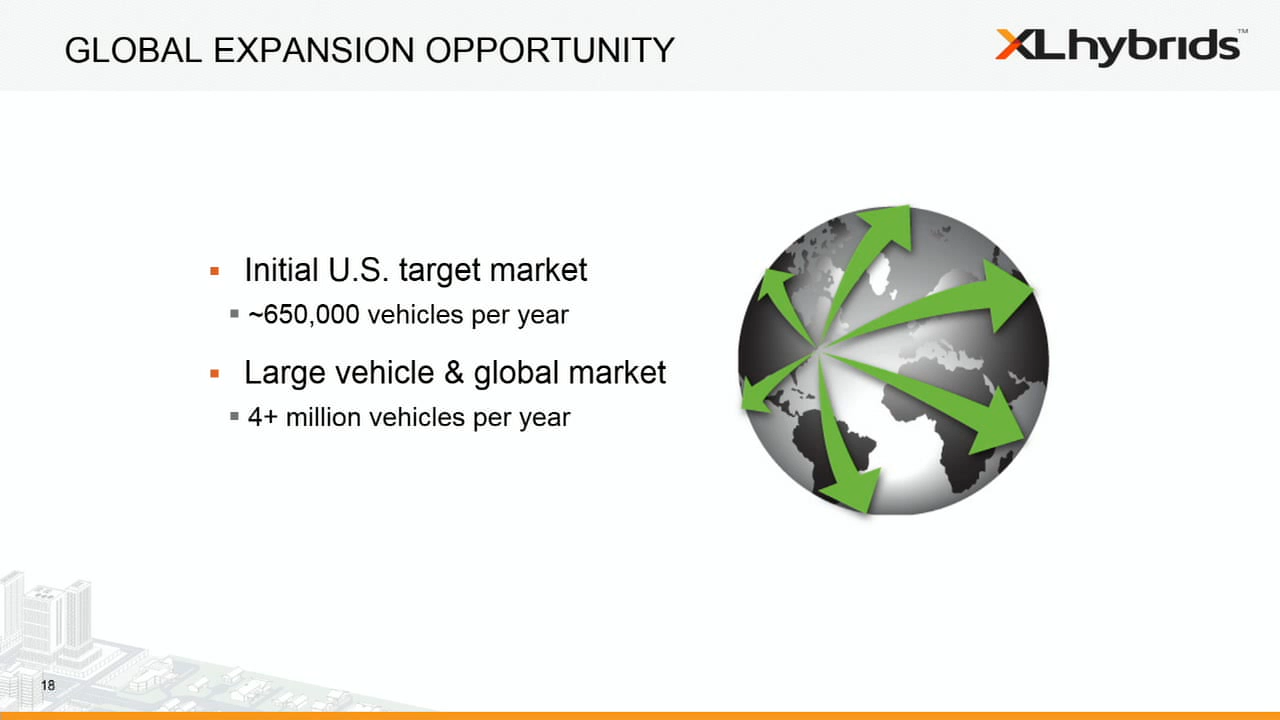 GLOBAL EXPANSION OPPORTUNITY
XLhybrids™
Initial U.S. target market
~650,000 vehicles per year
Large vehicle & global market
4+ million vehicles per year
18